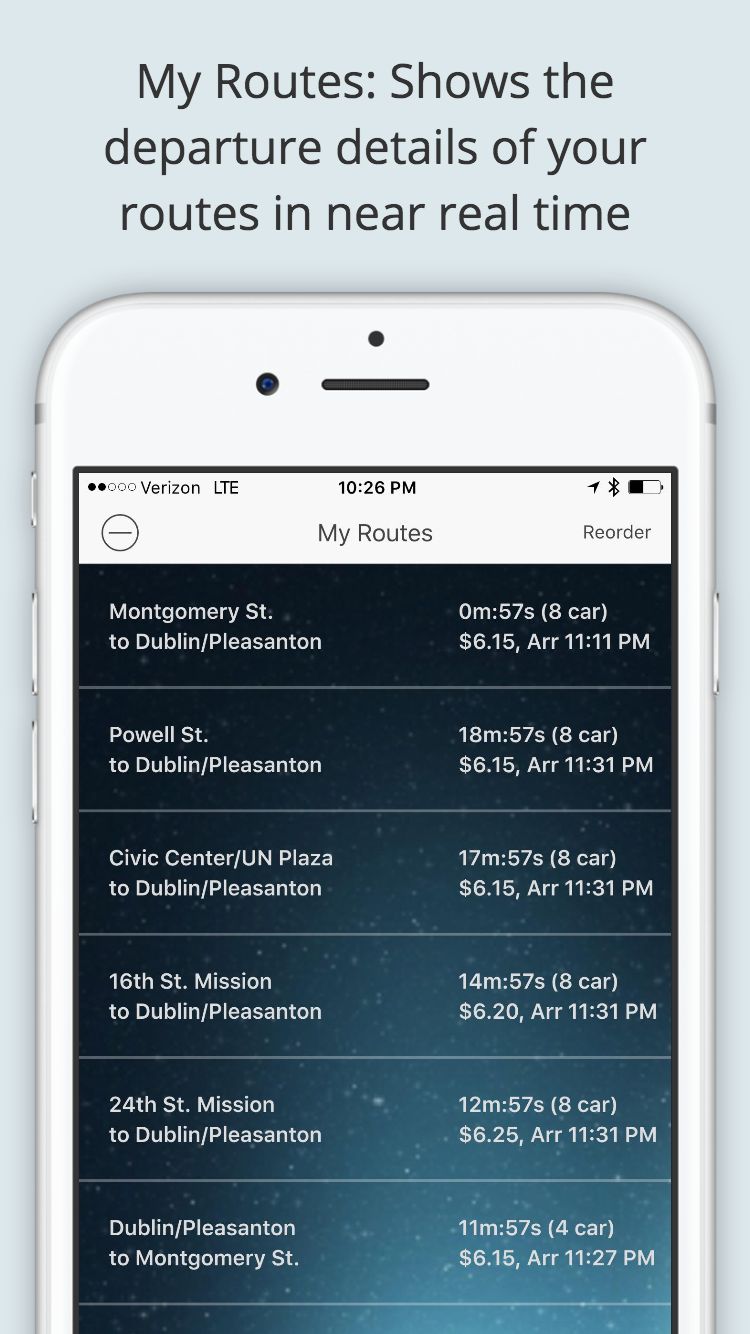 My Routes: Shows the
departure details of your
routes in near real time
Verizon LTE 10:26 PM
My Routes Reorder
Montgomery St. 0m:57s (8 car)
to Dublin/Pleasanton $6.15, Arr 11:11 PM
Powell St. 18m:57s (8 car)
to Dublin/Pleasanton $6.15, Arr 11:31 PM
Civic Center/UN Plaza 17m:57s (8 car)
to Dublin/Pleasanton $6.15, Arr 11:31 PM
16th St. Mission 14m:57s (8 car)
to Dublin/Pleasanton $6.20, Arr 11:31 PM
24th St. Mission 12m:57s (8 car)
to Dublin/Pleasanton $6.25, Arr 11:31 PM
Dublin/Pleasanton 11m:57s (4 car)
to Montgomery St. $6.15, Arr 11:27 PM